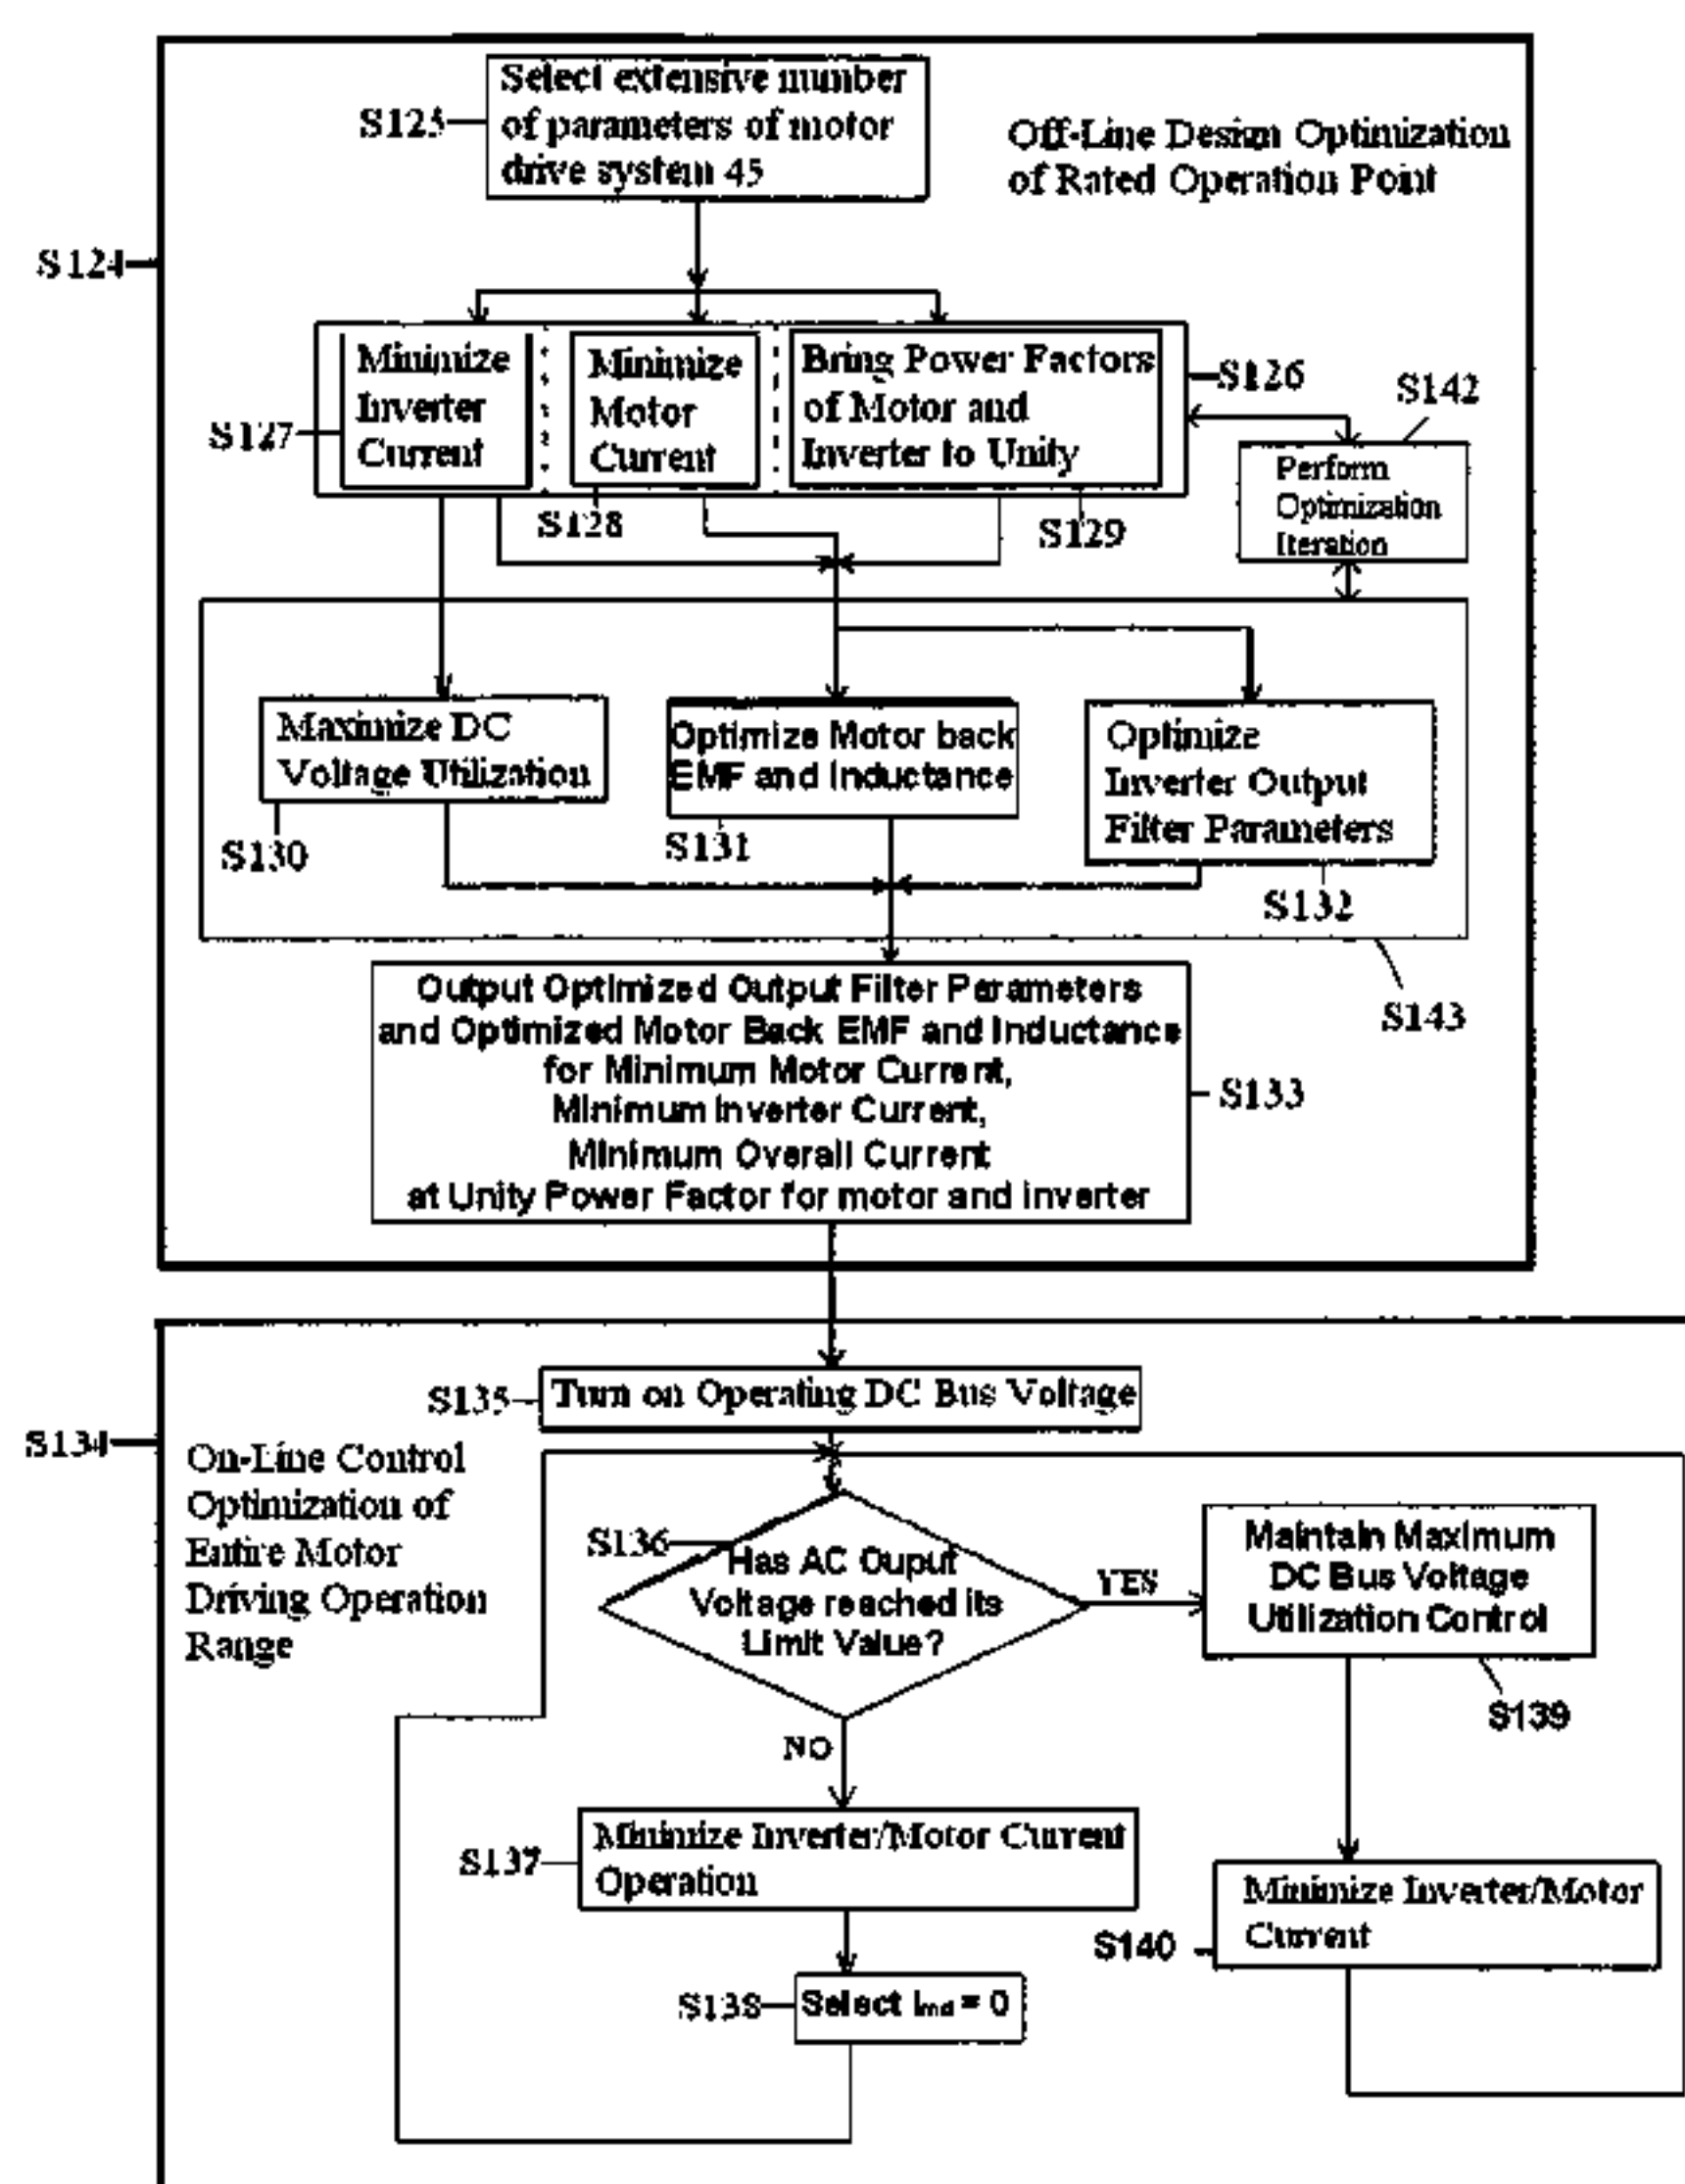 Select extensive number
of parameters of motor
drive system 45
S125
Off-Line Design Optimization
of Rated Operation Point
S124
Minimize
Inverter
Current
Minimize
Motor
Current
Bring Power Factors
of Motor and
Inverter to Unity
S126
S142
S127
S128
S129
Perform
Optimization
Iteration
Maximize DC
Voltage Utilization
Optimize Motor back
EMF and Inductance
Optimize
Inverter Output
Filter Parameters
S130
S131
S132
S143
Output Optimized Output Filter Parameters
and Optimized Motor Back EMF and Inductance
for Minimum Motor Current,
Minimum Inverter Current,
Minimum Overall Current
at Unity Power Factor for motor and inverter
S133
S135
Turn on Operating DC Bus Voltage
S134
On-Line Control
Optimization of
Entire Motor
Driving Operation
Range
S136
Has AC Ouput
Voltage reached its
Limit Value?
YES
Maintain Maximum
DC Bus Voltage
Utilization Control
S139
NO
S137
Minimize Inverter/Motor Current
Operation
S140
Minimize Inverter/Motor
Current
S138
Select Imd = 0